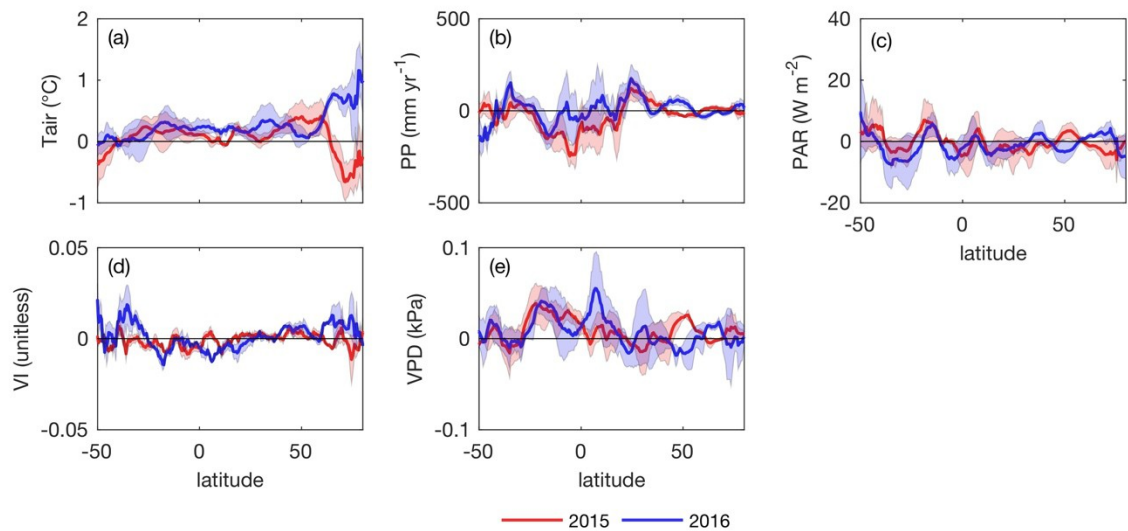 2
1
0
-1
Tair (°C)
(a)
500
0
-500
PP (mm yr⁻¹)
(b)
40
20
0
-20
PAR (W m⁻²)
(c)
-50 0 50
latitude
0.05
0
-0.05
VI (unitless)
(d)
-50 0 50
latitude
0.1
0
-0.1
VPD (kPa)
(e)
-50 0 50
latitude
2015 2016